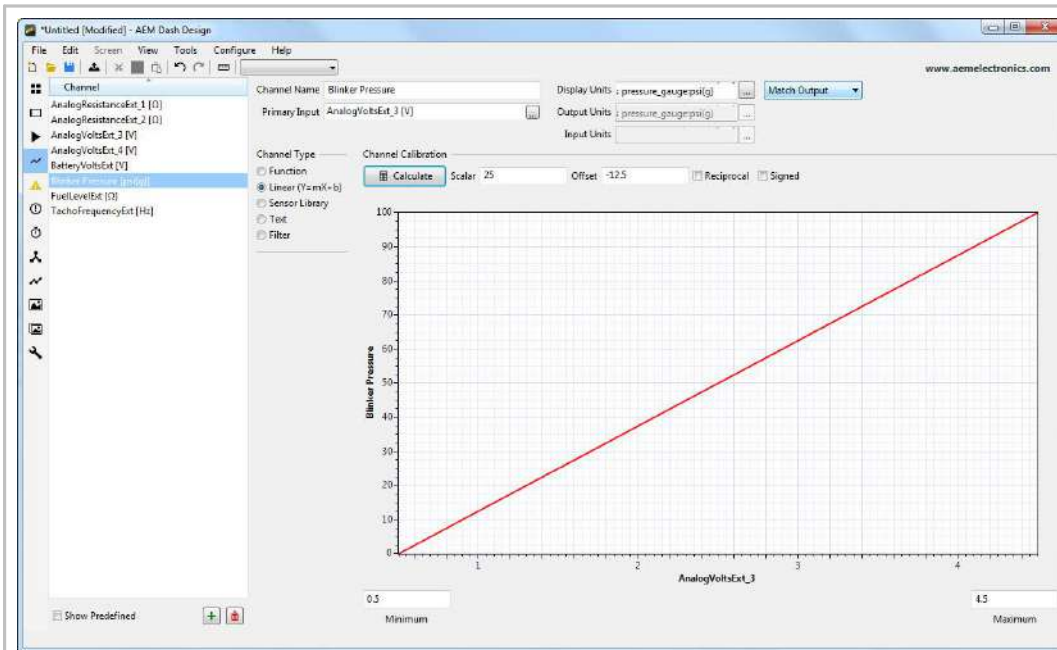 *Untitled [Modified] - AEM Dash Design
File Edit Screen View Tools Configure Help
www.aemelectronics.com
Channel
AnalogResistanceExt_1 [Ω]
AnalogResistanceExt_2 [Ω]
AnalogVoltsExt_3 [V]
AnalogVoltsExt_4 [V]
BatteryVoltsExt [V]
Blinker Pressure [psi(g)]
FuelLevelExt [Ω]
TachoFrequencyExt [Hz]
Show Predefined
Channel Name Blinker Pressure
Primary Input AnalogVoltsExt_3 [V] ...
Display Units : pressure_gauge:psi(g) ... Match Output
Output Units : pressure_gauge:psi(g) ...
Input Units ...
Channel Type
Function
Linear (Y=mX+b)
Sensor Library
Text
Filter
Channel Calibration
Calculate Scalar 25 Offset -12.5 Reciprocal Signed
100
90
80
70
60
50
40
30
20
10
0
Blinker Pressure
1 2 3 4
AnalogVoltsExt_3
0.5 4.5
Minimum Maximum